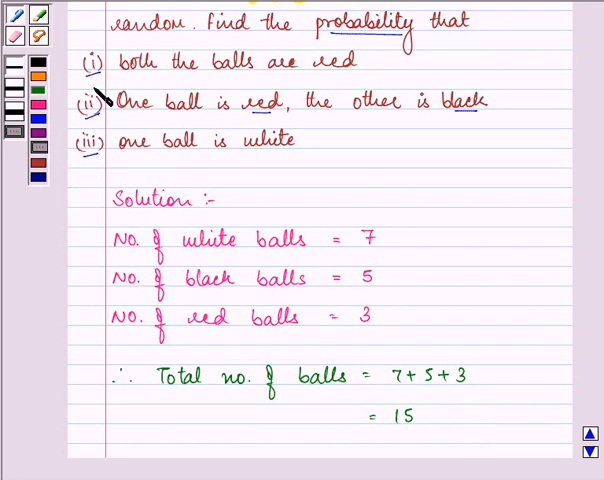 random. Find the probability that
(i) both the balls are red
(ii) One ball is red, the other is black
(iii) one ball is white
Solution :-
No. of white balls = 7
No. of black balls = 5
No. of red balls = 3
∴ Total no. of balls = 7+5+3
= 15